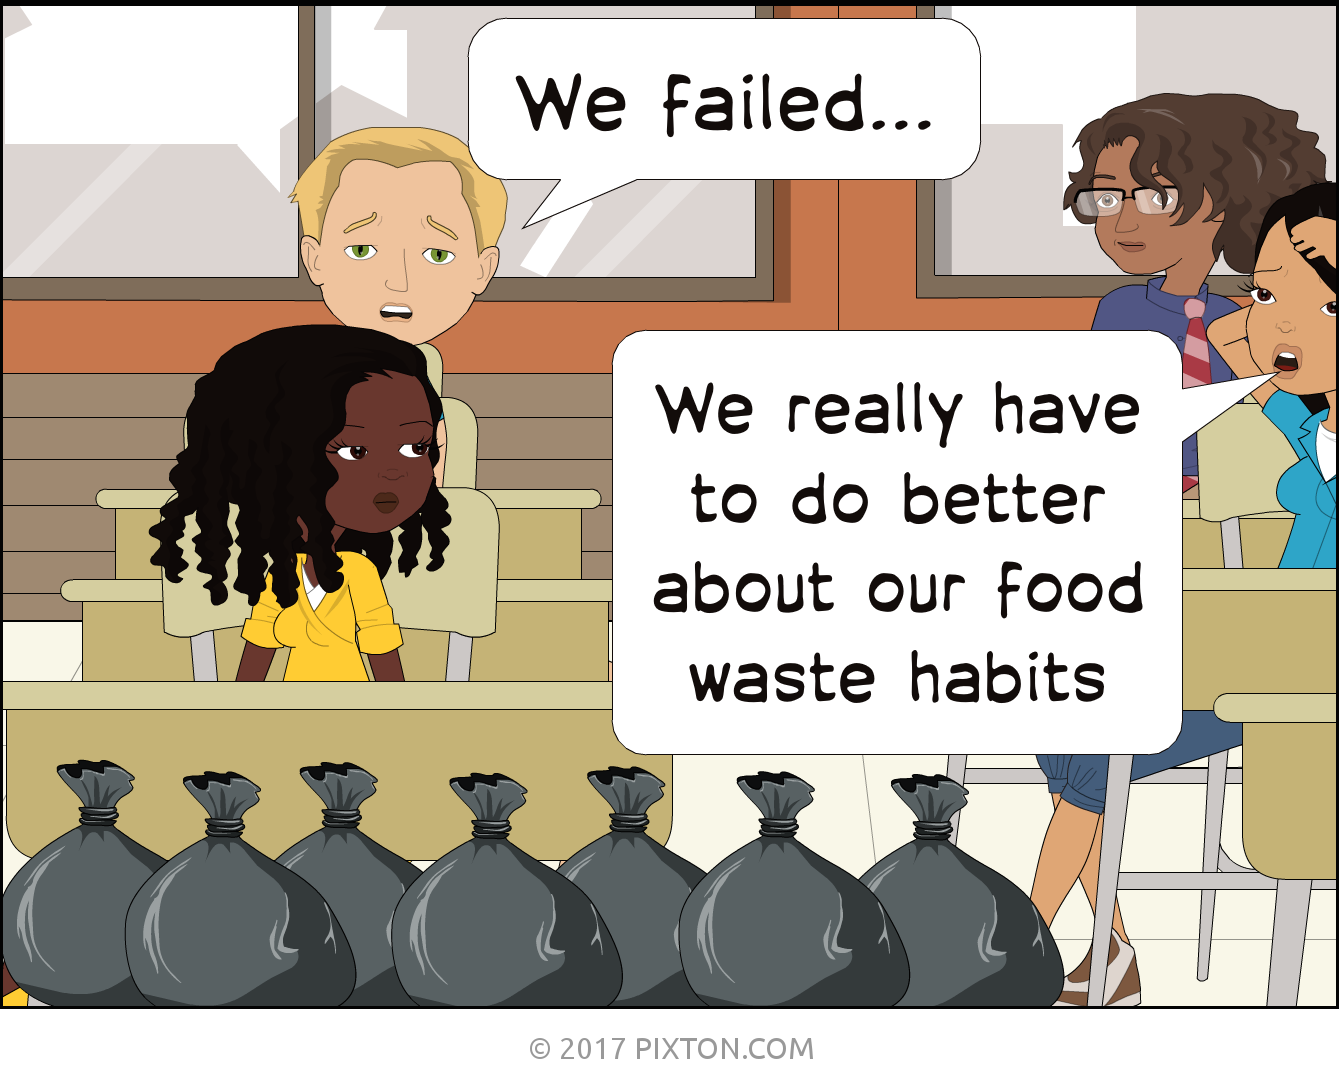 We failed...
We really have
to do better
about our food
waste habits
© 2017 PIXTON.COM